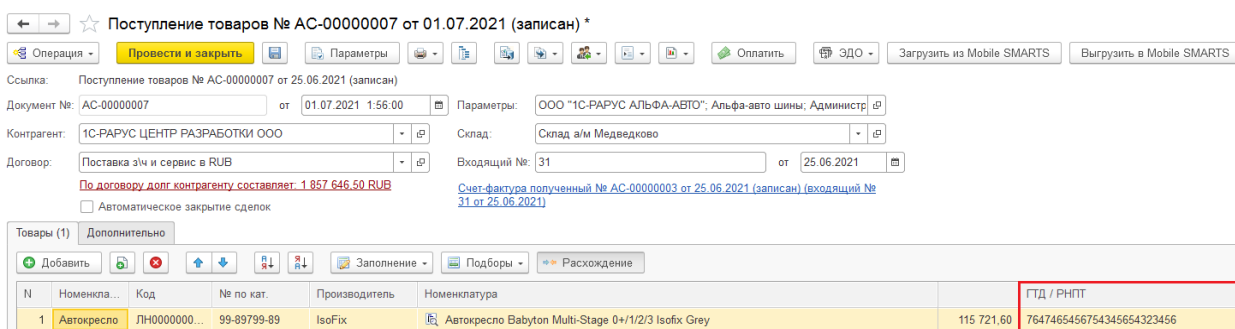 Поступление товаров № АС-00000007 от 01.07.2021 (записан) *
Операция Провести и закрыть Параметры Оплатить ЭДО Загрузить из Mobile SMARTS Выгрузить в Mobile SMARTS
Ссылка: Поступление товаров № АС-00000007 от 25.06.2021 (записан)
Документ №: АС-00000007 от 01.07.2021 1:56:00 Параметры: ООО "1С-РАРУС АЛЬФА-АВТО"; Альфа-авто шины; Администр
Контрагент: 1С-РАРУС ЦЕНТР РАЗРАБОТКИ ООО Склад: Склад а/м Медведково
Договор: Поставка з\ч и сервис в RUB Входящий №: 31 от 25.06.2021
По договору долг контрагенту составляет: 1 857 646,50 RUB Счет-фактура полученный № АС-00000003 от 25.06.2021 (записан) (входящий №
31 от 25.06.2021)
Автоматическое закрытие сделок
Товары (1) Дополнительно
Добавить Заполнение Подборы Расхождение
N Номенкла... Код № по кат. Производитель Номенклатура ГТД / РНПТ
1 Автокресло ЛН0000000... 99-89799-89 IsoFix Автокресло Babyton Multi-Stage 0+/1/2/3 Isofix Grey 115 721,60 7647465456754345654323456